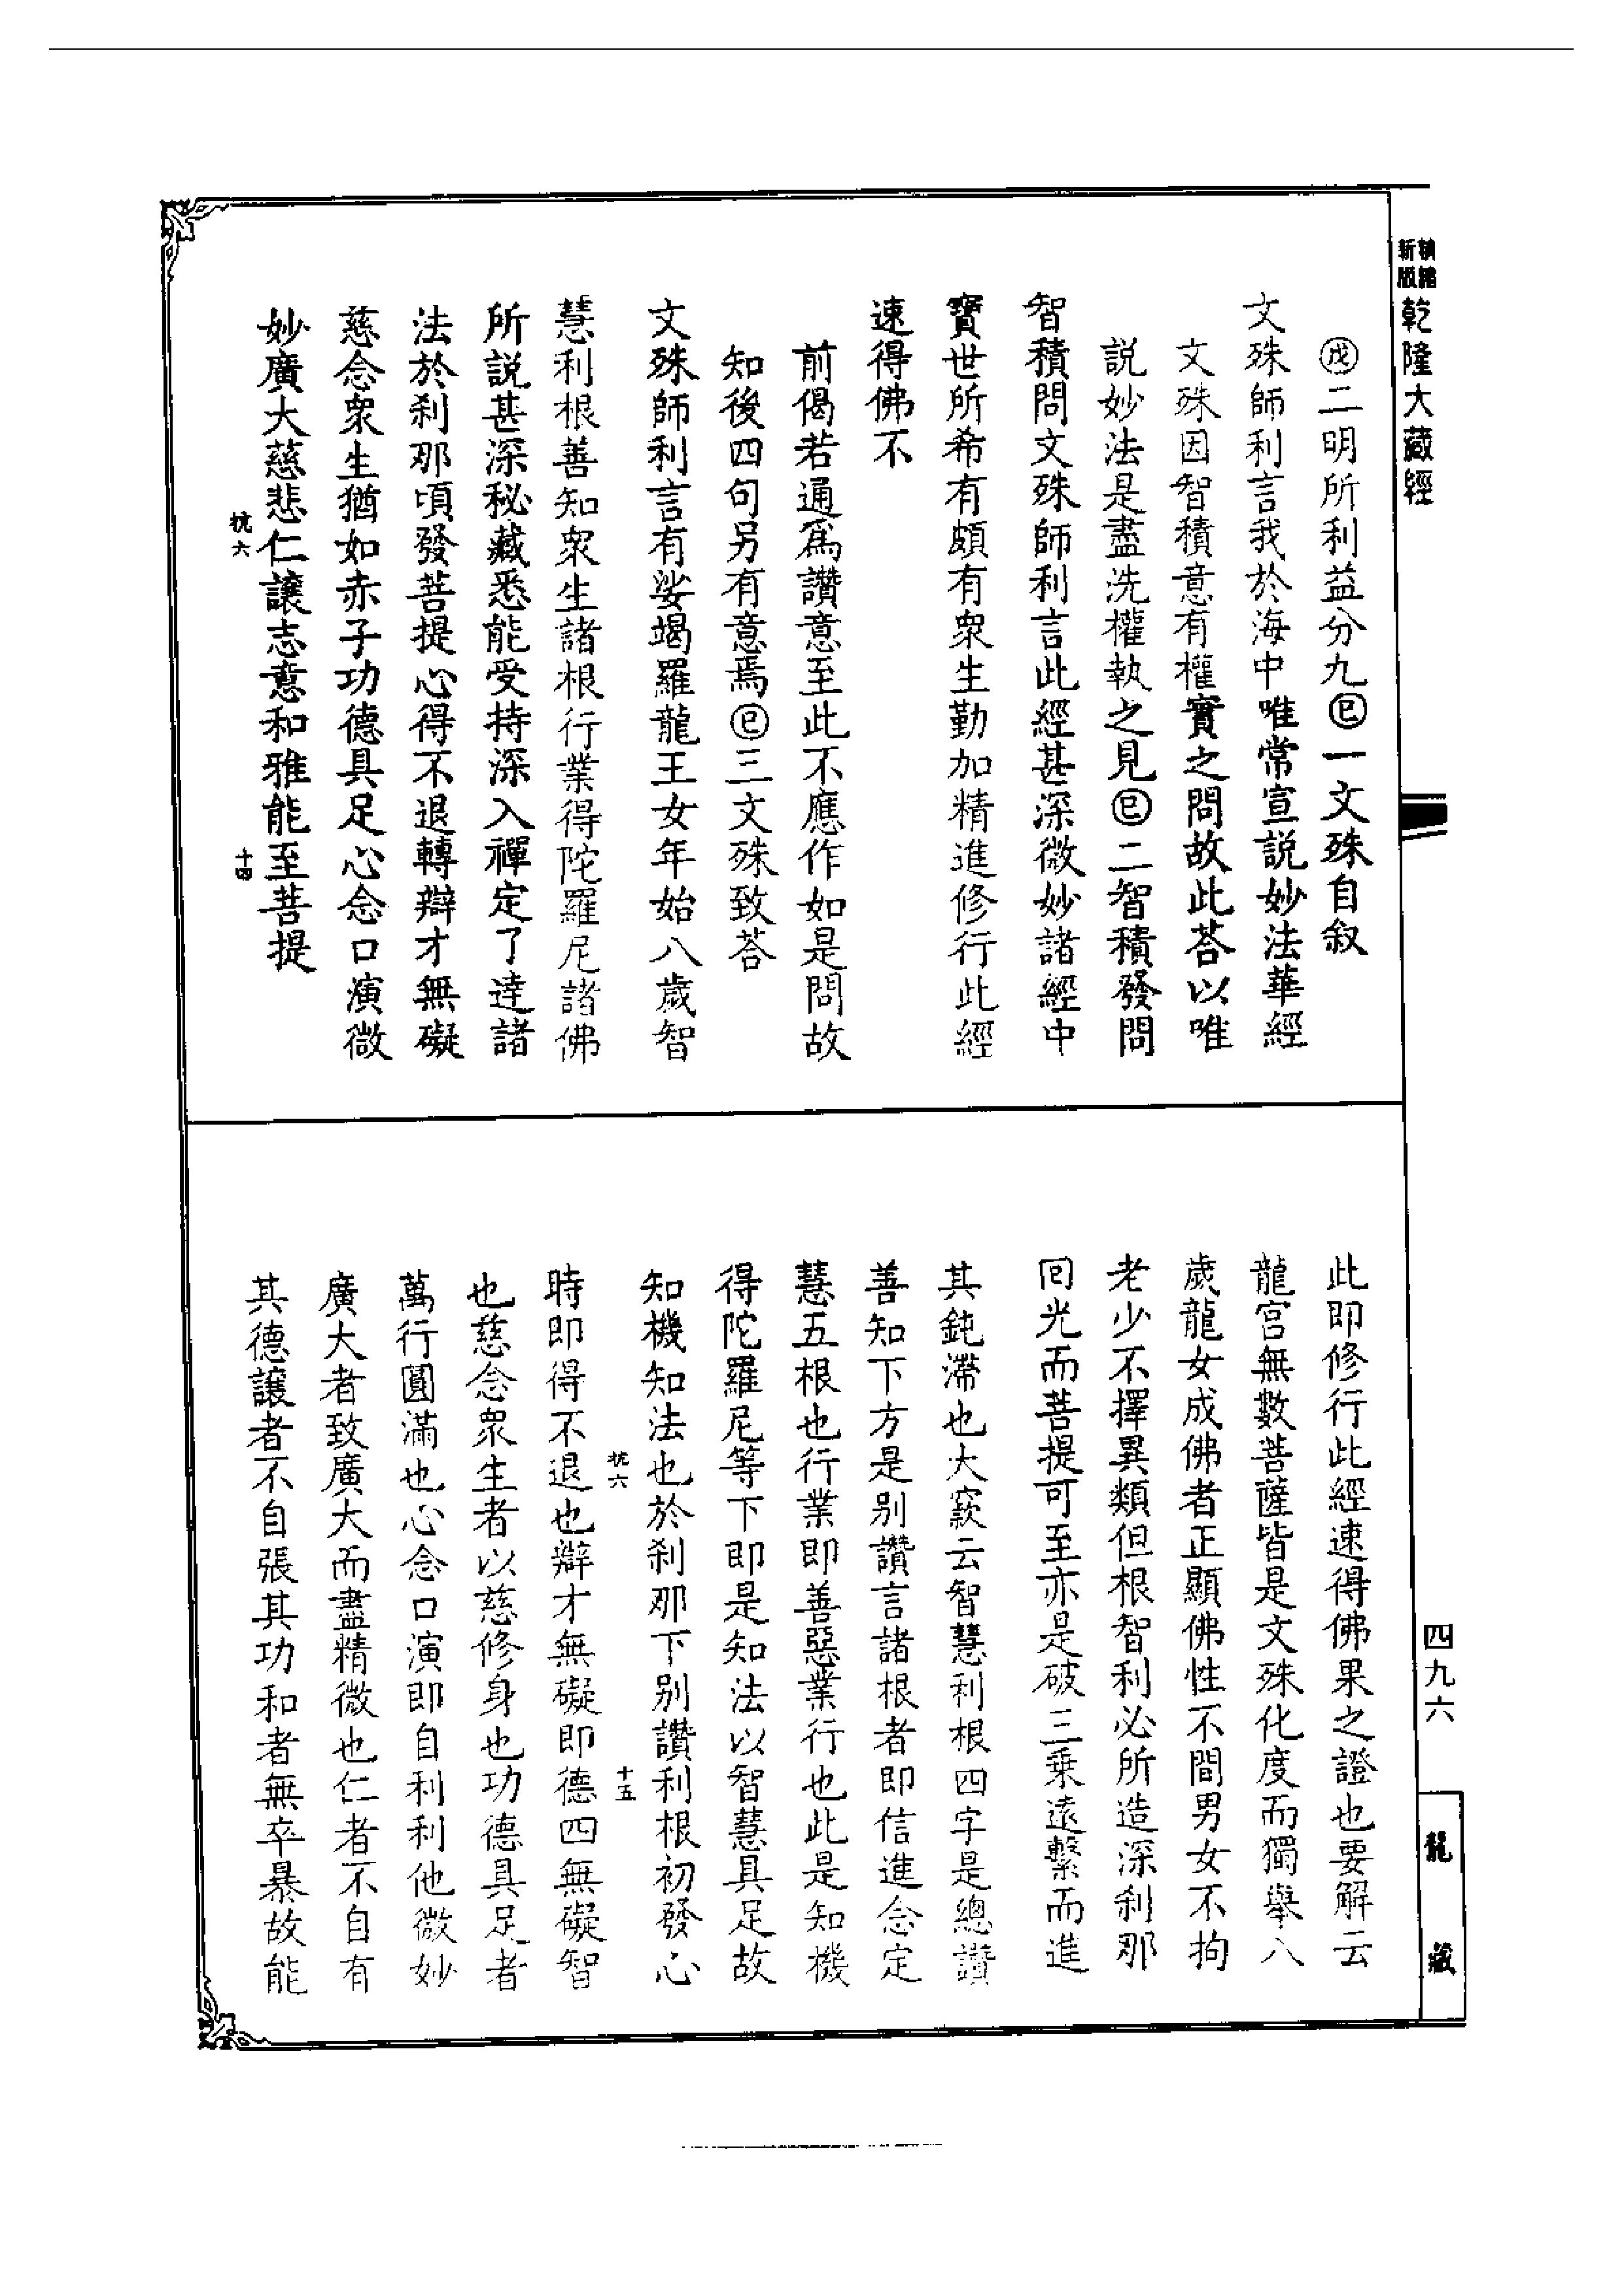 精縮新版乾隆大藏經
㊅二明所利益分九㊁一文殊自叙
文殊師利言我於海中唯常宣説妙法華經
文殊因智積意有權實之問故此荅以唯
説妙法是盡洗權執之見㊁二智積發問
智積問文殊師利言此經甚深微妙諸經中
寶世所希有頗有衆生勤加精進修行此經
速得佛不
前偈若通爲讚意至此不應作如是問故
知後四句另有意焉㊁三文殊致荅
文殊師利言有娑竭羅龍王女年始八歲智
慧利根善知衆生諸根行業得陀羅尼諸佛
所説甚深秘藏悉能受持深入禪定了達諸
法於剎那頃發菩提心得不退轉辯才無礙
慈念衆生猶如赤子功德具足心念口演微
妙廣大慈悲仁讓志意和雅能至菩提
六
十四
此即修行此經速得佛果之證也要解云
龍宮無數菩薩皆是文殊化度而獨舉八
歲龍女成佛者正顯佛性不間男女不拘
老少不擇異類但根智利必所造深剎那
回光而菩提可至亦是破三乘遠繫而進
其鈍滯也大窾云智慧利根四字是總讚
善知下方是别讚言諸根者即信進念定
慧五根也行業即善惡業行也此是知機
得陀羅尼等下即是知法以智慧具足故
知機知法也於剎那下别讚利根初發心
六
十五
時即得不退也辯才無礙即德四無礙智
也慈念衆生者以慈修身也功德具足者
萬行圓滿也心念口演即自利利他微妙
廣大者致廣大而盡精微也仁者不自有
其德讓者不自張其功和者無卒暴故能
四九六
龍藏